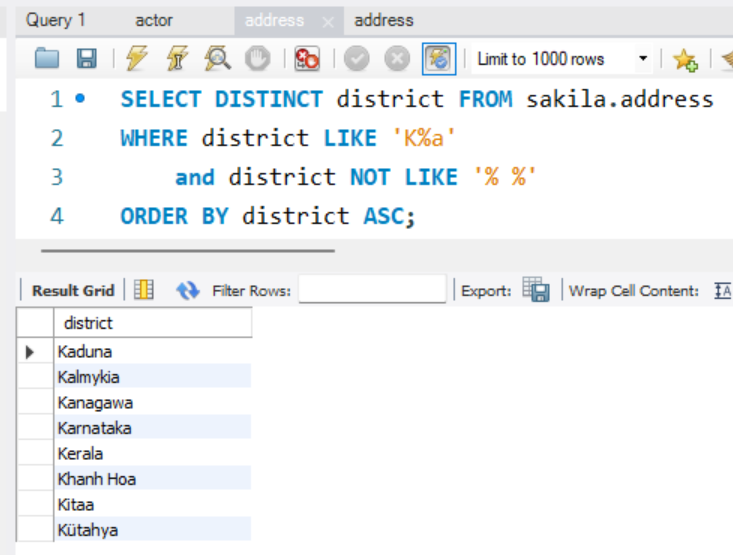 Query 1 actor address address
Limit to 1000 rows
1 SELECT DISTINCT district FROM sakila.address
2 WHERE district LIKE 'K%a'
3 and district NOT LIKE '% %'
4 ORDER BY district ASC;
Result Grid Filter Rows: Export: Wrap Cell Content:
district
Kaduna
Kalmykia
Kanagawa
Karnataka
Kerala
Khanh Hoa
Kitaa
Kütahya